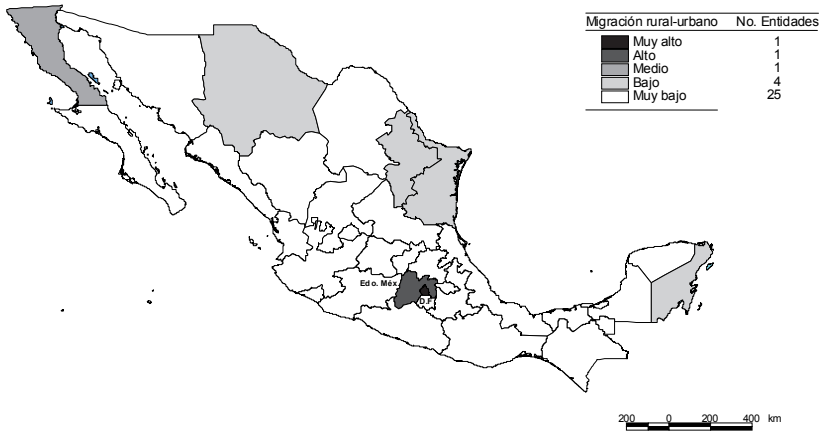 Migración rural-urbano No. Entidades
Muy alto 1
Alto 1
Medio 1
Bajo 4
Muy bajo 25
Edo. Méx.
D.F
200 0 200 400 km